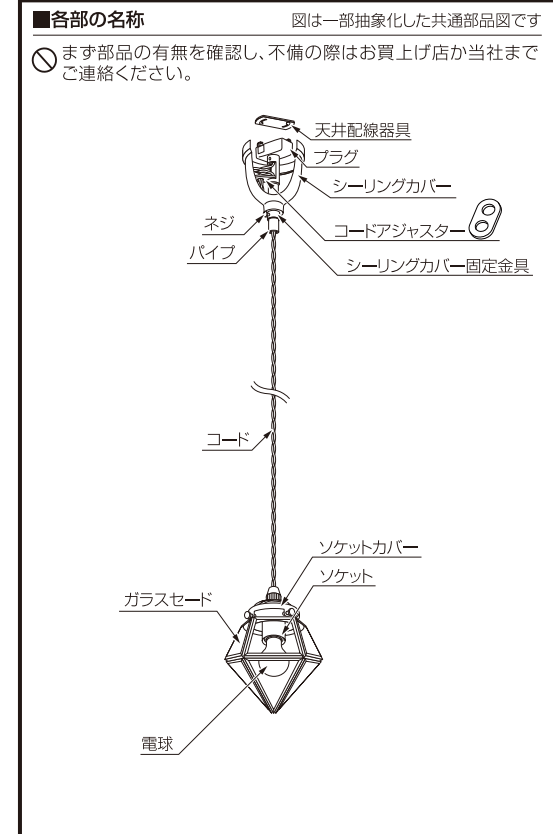 ■各部の名称
図は一部抽象化した共通部品図です
まず部品の有無を確認し、不備の際はお買上げ店か当社まで
ご連絡ください。
天井配線器具
プラグ
シーリングカバー
ネジ
コードアジャスター
パイプ
シーリングカバー固定金具
コード
ソケットカバー
ソケット
ガラスセード
電球